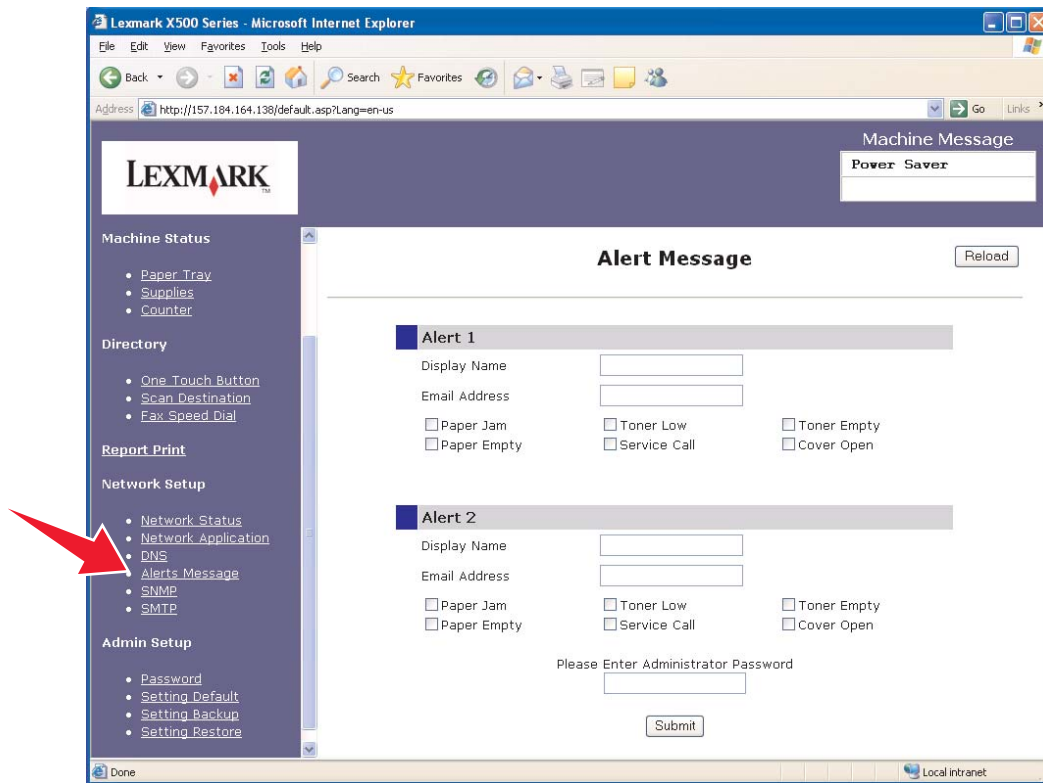 Lexmark X500 Series - Microsoft Internet Explorer
File Edit View Favorites Tools Help
Back Search Favorites
Address http://157.184.164.138/default.asp?Lang=en-us Go Links
LEXMARK TM
Machine Message
Power Saver
Machine Status
Paper Tray
Supplies
Counter
Directory
One Touch Button
Scan Destination
Fax Speed Dial
Report Print
Network Setup
Network Status
Network Application
DNS
Alerts Message
SNMP
SMTP
Admin Setup
Password
Setting Default
Setting Backup
Setting Restore
Alert Message
Reload
Alert 1
Display Name
Email Address
Paper Jam Toner Low Toner Empty
Paper Empty Service Call Cover Open
Alert 2
Display Name
Email Address
Paper Jam Toner Low Toner Empty
Paper Empty Service Call Cover Open
Please Enter Administrator Password
Submit
Done Local intranet